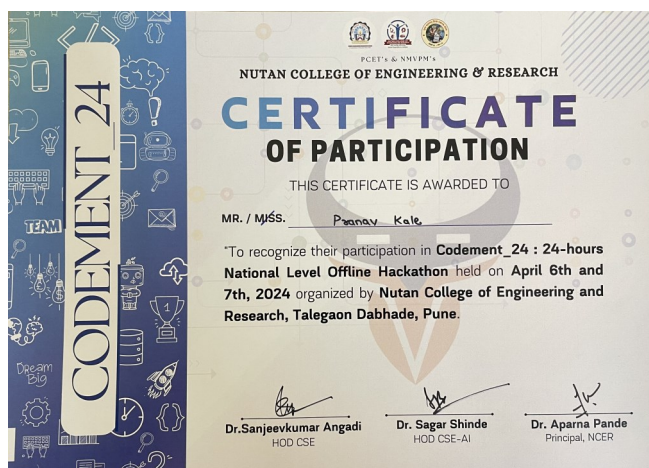 CODEMENT_24
TEAM
Dream
Big
1
PCET's & NMVPM's
NUTAN COLLEGE OF ENGINEERING & RESEARCH
CERTIFICATE
OF PARTICIPATION
THIS CERTIFICATE IS AWARDED TO
MR. / MISS. Pranav Kale
"To recognize their participation in Codement_24 : 24-hours
National Level Offline Hackathon held on April 6th and
7th, 2024 organized by Nutan College of Engineering and
Research, Talegaon Dabhade, Pune.
Dr.Sanjeevkumar Angadi
HOD CSE
Dr. Sagar Shinde
HOD CSE-AI
Dr. Aparna Pande
Principal, NCER